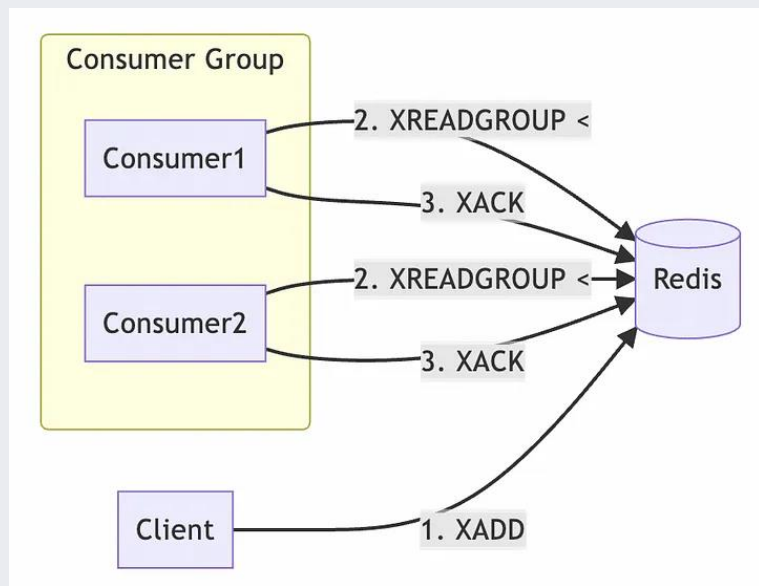 Consumer Group
2. XREADGROUP <
Consumer1
3. XACK
2. XREADGROUP <
Redis
Consumer2
3. XACK
Client
1. XADD